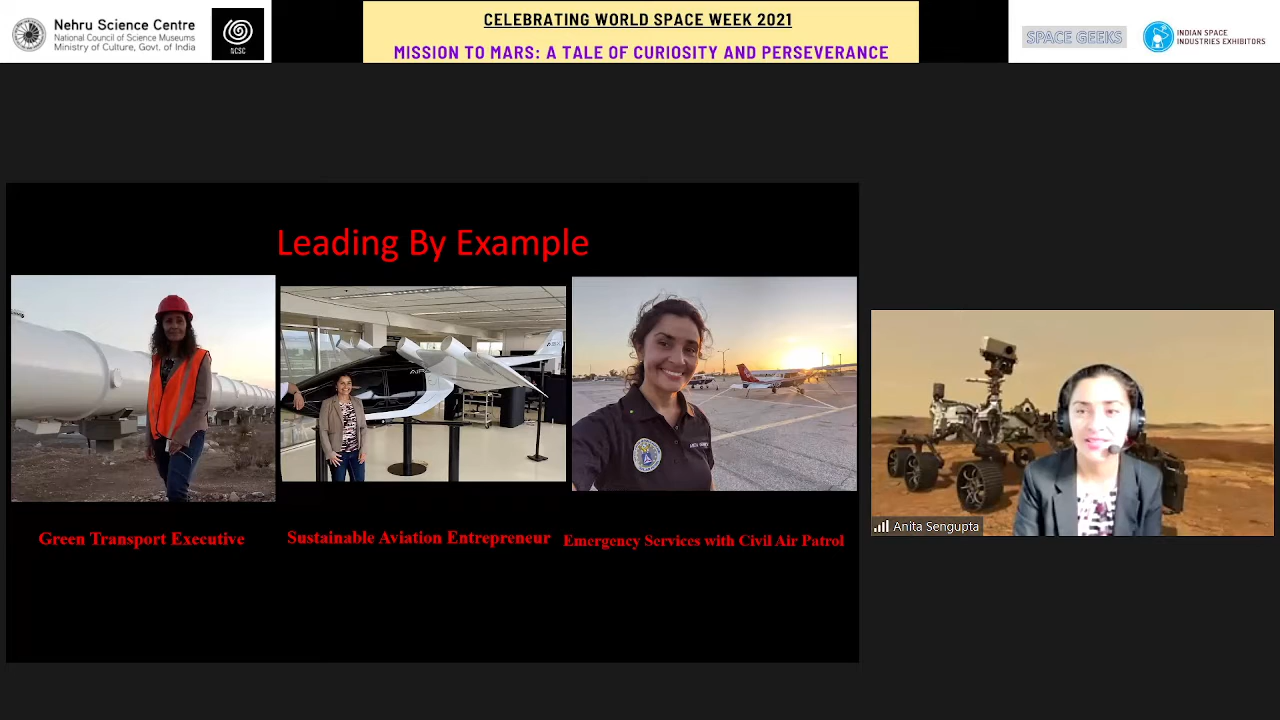 Nehru Science Centre
National Council of Science Museums
Ministry of Culture, Govt. of India
NCSC
CELEBRATING WORLD SPACE WEEK 2021
MISSION TO MARS: A TALE OF CURIOSITY AND PERSEVERANCE
SPACE GEEKS
INDIAN SPACE
INDUSTRIES EXHIBITORS
Leading By Example
Green Transport Executive
Sustainable Aviation Entrepreneur
Emergency Services with Civil Air Patrol
Anita Sengupta